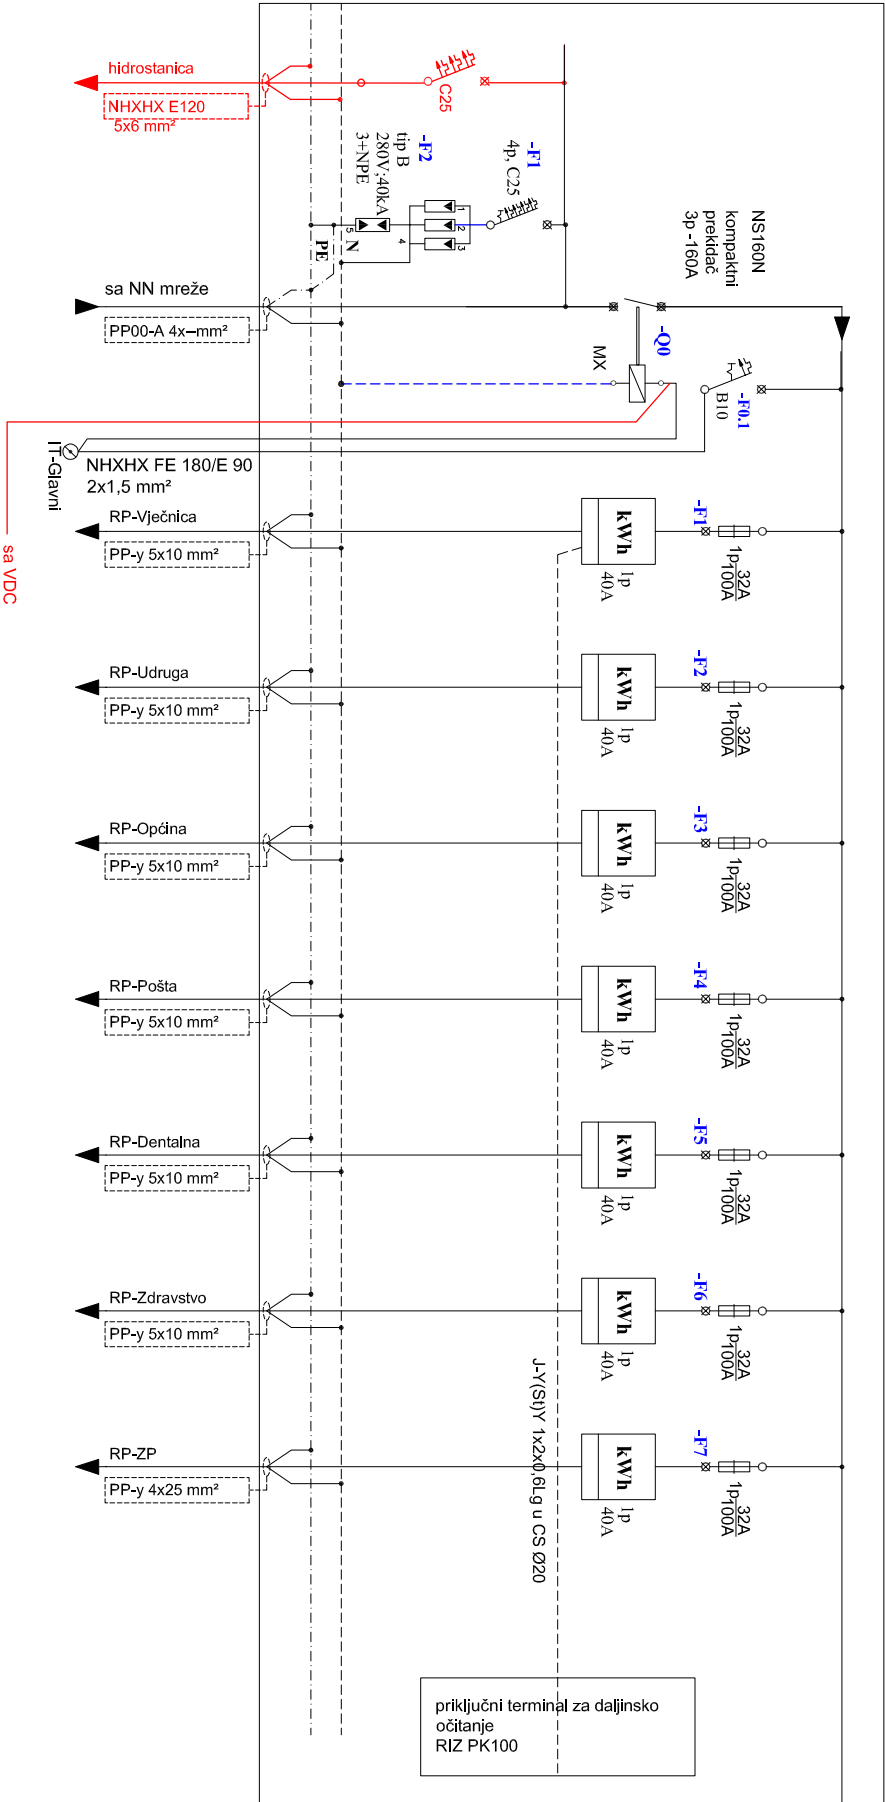 hidrostanica
NHXHX E120
5x6 mm²
C25
-F1
4p, C25
-F2
tip B
280V;40kA
3+NPE
1
2
3
4
5
N
PE
NS160N
kompaktni
prekidač
3p -160A
sa NN mreže
PP00-A 4x--mm²
-Q0
MX
-F0.1
B10
IT-Glavni
NHXHX FE 180/E 90
2x1,5 mm²
sa VDC
RP-Vječnica
PP-y 5x10 mm²
kWh
1p
40A
-F1
1p 32A
100A
RP-Udruga
PP-y 5x10 mm²
kWh
1p
40A
-F2
1p 32A
100A
RP-Općina
PP-y 5x10 mm²
kWh
1p
40A
-F3
1p 32A
100A
RP-Pošta
PP-y 5x10 mm²
kWh
1p
40A
-F4
1p 32A
100A
RP-Dentalna
PP-y 5x10 mm²
kWh
1p
40A
-F5
1p 32A
100A
RP-Zdravstvo
PP-y 5x10 mm²
kWh
1p
40A
-F6
1p 32A
100A
RP-ZP
PP-y 4x25 mm²
kWh
1p
40A
-F7
1p 32A
100A
J-Y(St)Y 1x2x0,6Lg u CS Ø20
priključni terminal za daljinsko
očitanje
RIZ PK100